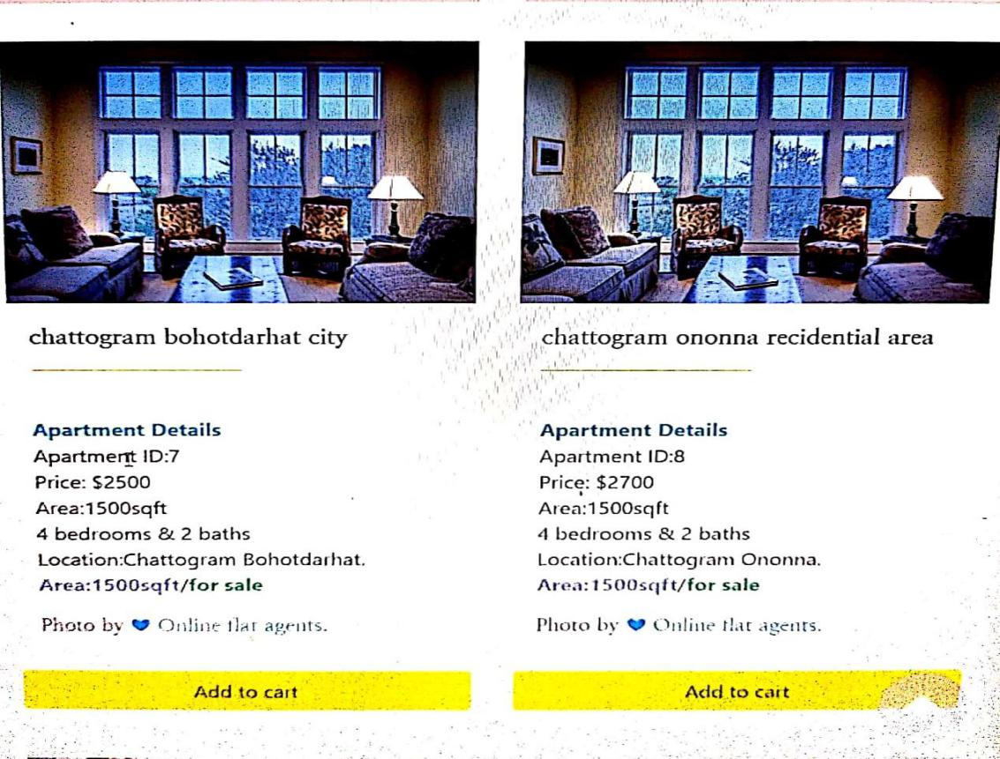 chattogram bohotdarhat city
Apartment Details
Apartment ID:7
Price: $2500
Area:1500sqft
4 bedrooms & 2 baths
Location:Chattogram Bohotdarhat.
Area:1500sqft/for sale
Photo by 💙 Online flat agents.
Add to cart
chattogram ononna recidential area
Apartment Details
Apartment ID:8
Price: $2700
Area:1500sqft
4 bedrooms & 2 baths
Location:Chattogram Ononna.
Area:1500sqft/for sale
Photo by 💙 Online flat agents.
Add to cart